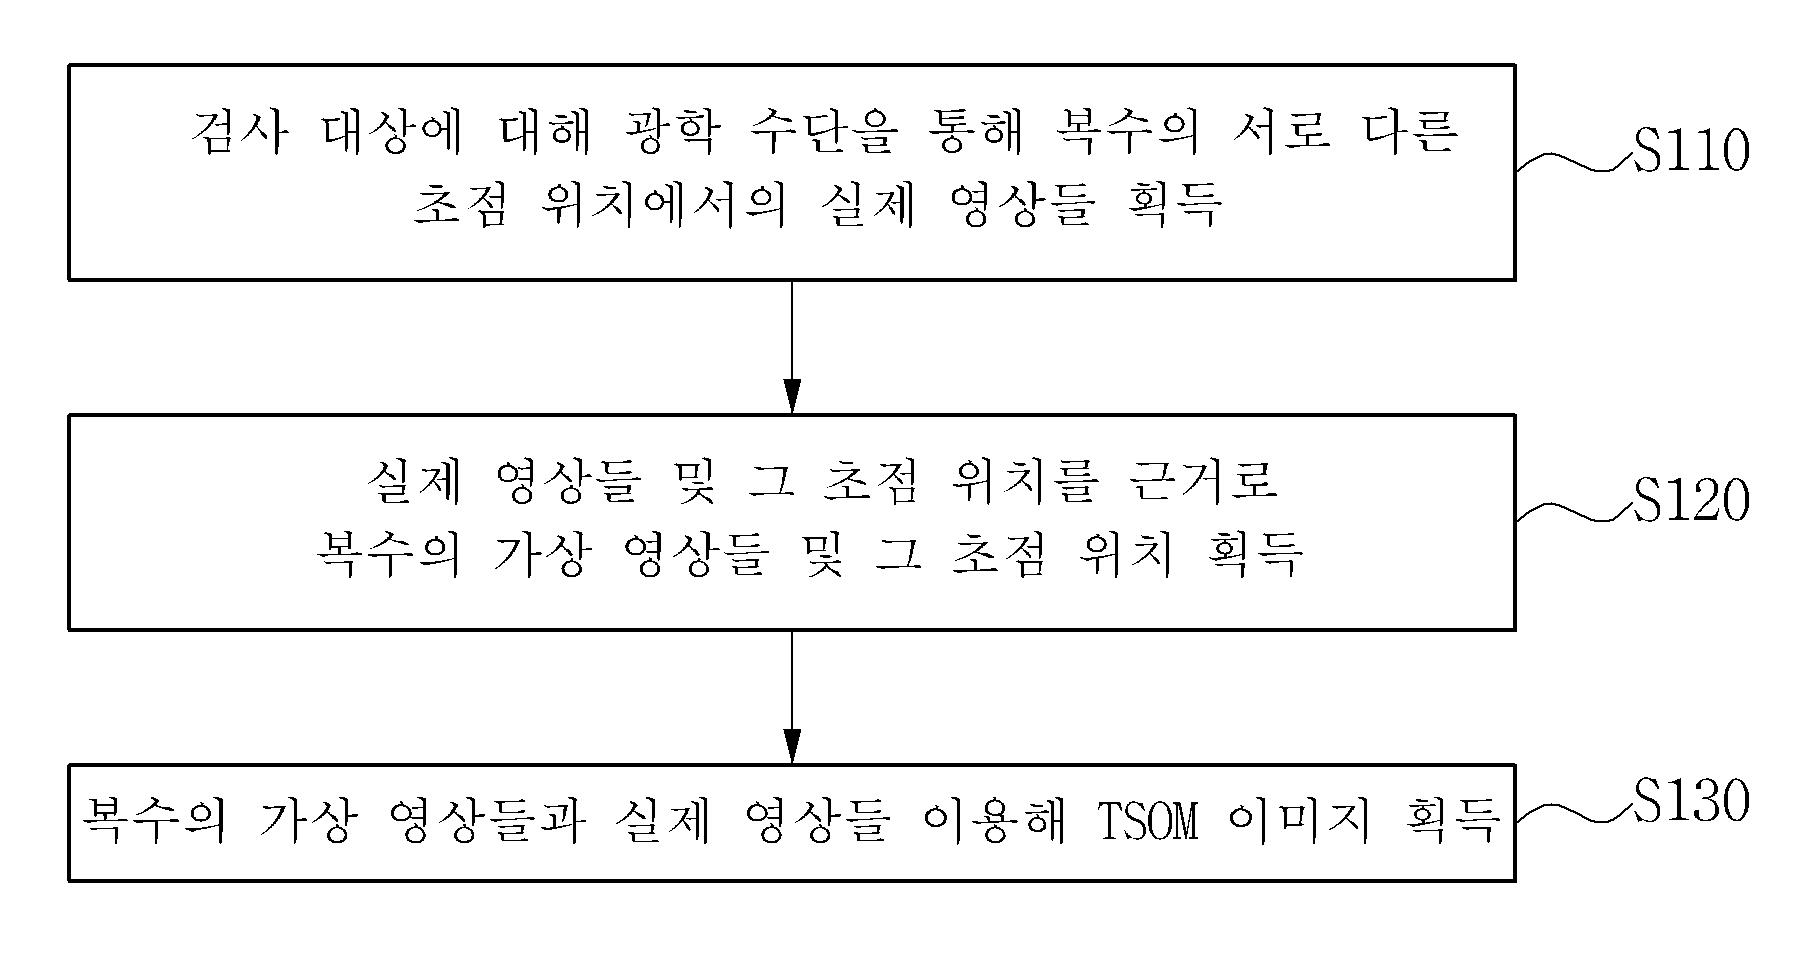 검사 대상에 대해 광학 수단을 통해 복수의 서로 다른
초점 위치에서의 실제 영상들 획득
S110
실제 영상들 및 그 초점 위치를 근거로
복수의 가상 영상들 및 그 초점 위치 획득
S120
복수의 가상 영상들과 실제 영상들 이용해 TSOM 이미지 획득
S130